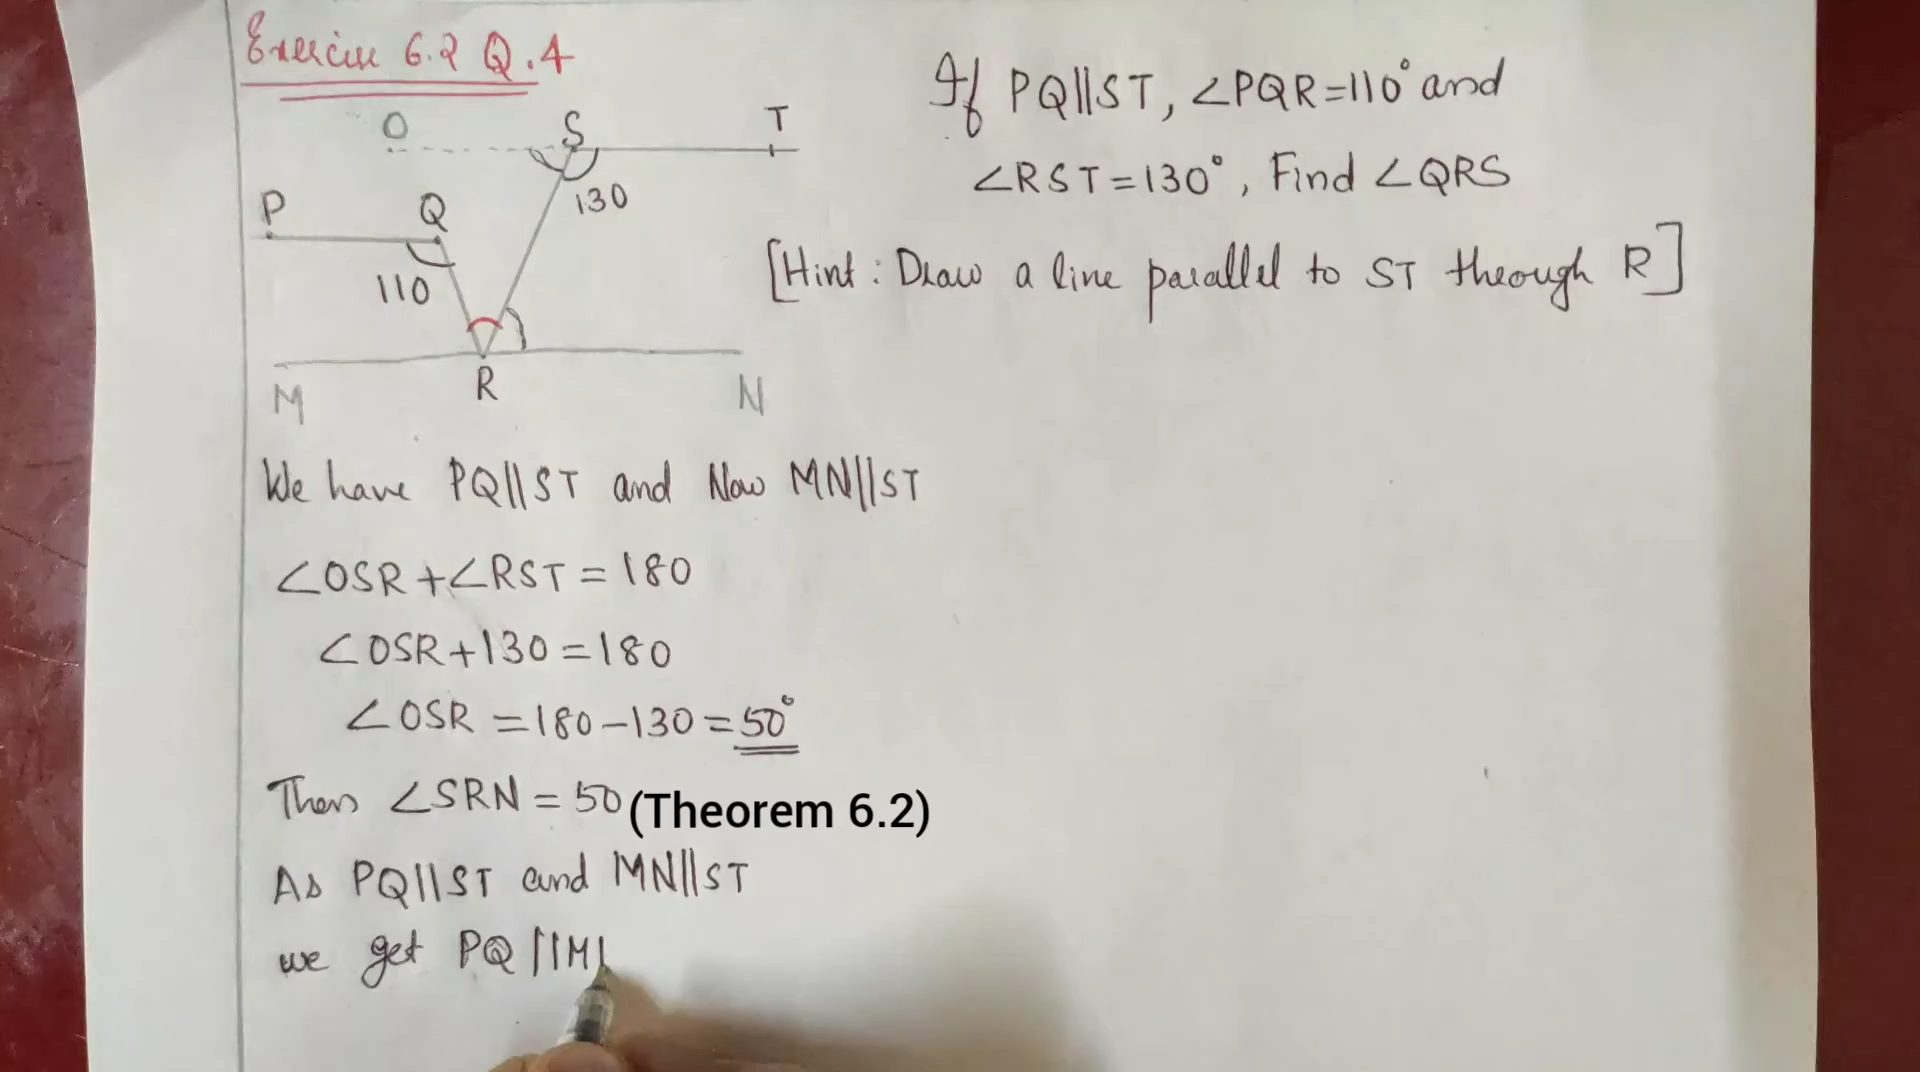 Exercise 6.2 Q.4
If PQ||ST, ∠PQR=110° and
∠RST=130°, Find ∠QRS
[Hint: Draw a line parallel to ST through R]
O
S
T
130
P
Q
110
R
M
N
We have PQ||ST and Now MN||ST
∠OSR+∠RST=180
∠OSR+130=180
∠OSR=180-130=50°
Then ∠SRN=50 (Theorem 6.2)
As PQ||ST and MN||ST
we get PQ||M